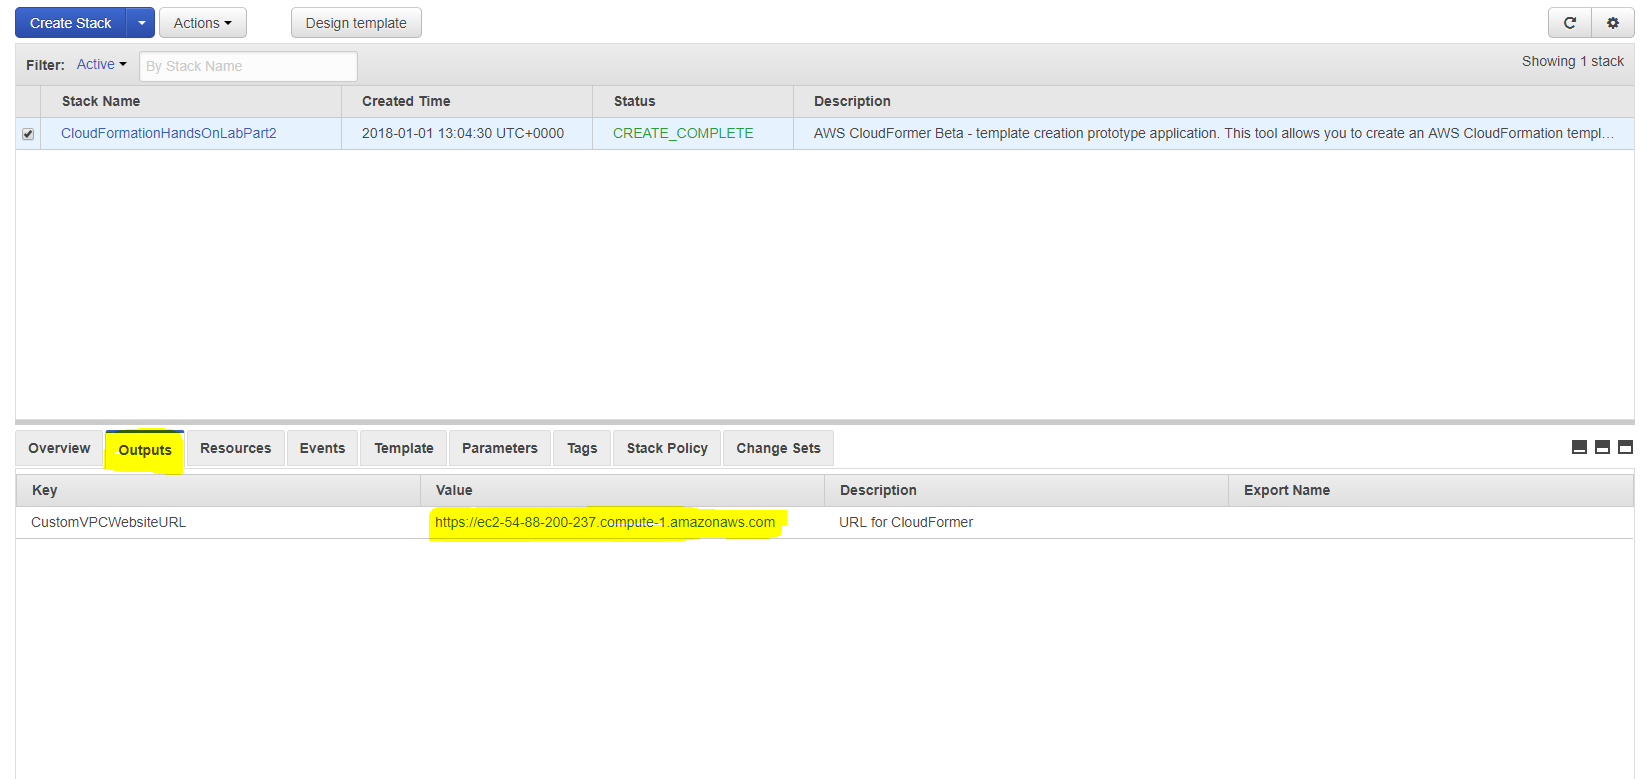 Create Stack Actions Design template
Filter: Active By Stack Name Showing 1 stack
Stack Name Created Time Status Description
CloudFormationHandsOnLabPart2 2018-01-01 13:04:30 UTC+0000 CREATE_COMPLETE AWS CloudFormer Beta - template creation prototype application. This tool allows you to create an AWS CloudFormation templ…
Overview Outputs Resources Events Template Parameters Tags Stack Policy Change Sets
Key Value Description Export Name
CustomVPCWebsiteURL https://ec2-54-88-200-237.compute-1.amazonaws.com URL for CloudFormer